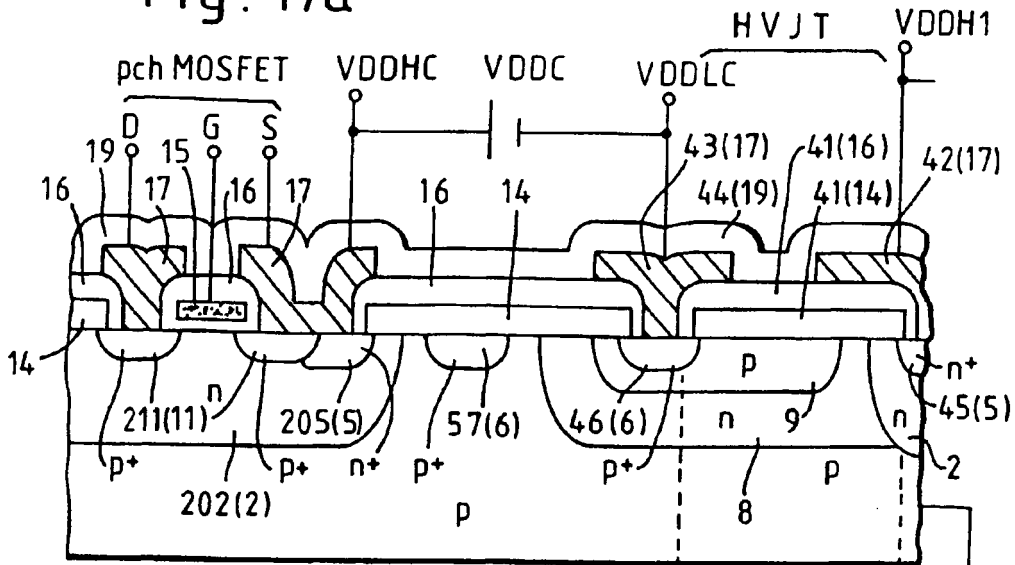 Fig. 17a
HVJT
VDDH1
pch MOSFET
VDDHC
VDDC
VDDLC
D G S
19
15
16
17
16
17
16
14
43(17)
44(19)
41(16)
41(14)
42(17)
14
n
p
n+
211(11)
205(5)
57(6)
46(6)
n
9
n
45(5)
p+
p+
n+
p+
p+
p
2
202(2)
p
8